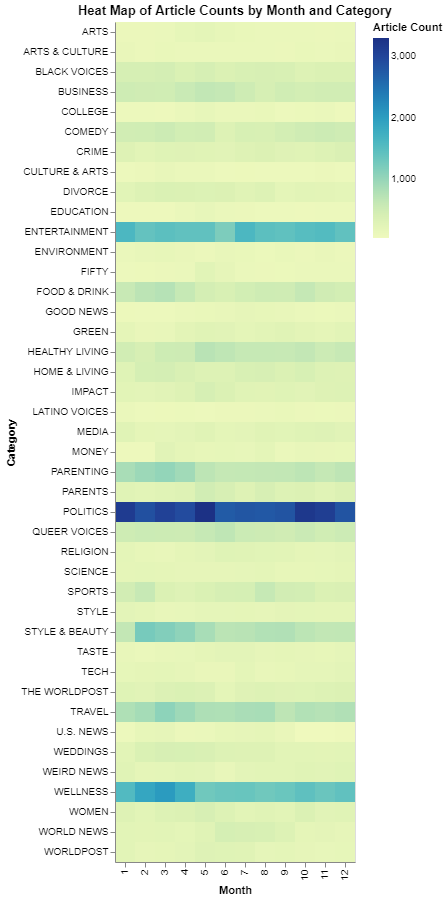 Heat Map of Article Counts by Month and Category
Article Count
3,000
2,000
1,000
Category
ARTS
ARTS & CULTURE
BLACK VOICES
BUSINESS
COLLEGE
COMEDY
CRIME
CULTURE & ARTS
DIVORCE
EDUCATION
ENTERTAINMENT
ENVIRONMENT
FIFTY
FOOD & DRINK
GOOD NEWS
GREEN
HEALTHY LIVING
HOME & LIVING
IMPACT
LATINO VOICES
MEDIA
MONEY
PARENTING
PARENTS
POLITICS
QUEER VOICES
RELIGION
SCIENCE
SPORTS
STYLE
STYLE & BEAUTY
TASTE
TECH
THE WORLDPOST
TRAVEL
U.S. NEWS
WEDDINGS
WEIRD NEWS
WELLNESS
WOMEN
WORLD NEWS
WORLDPOST
1 2 3 4 5 6 7 8 9 10 11 12
Month